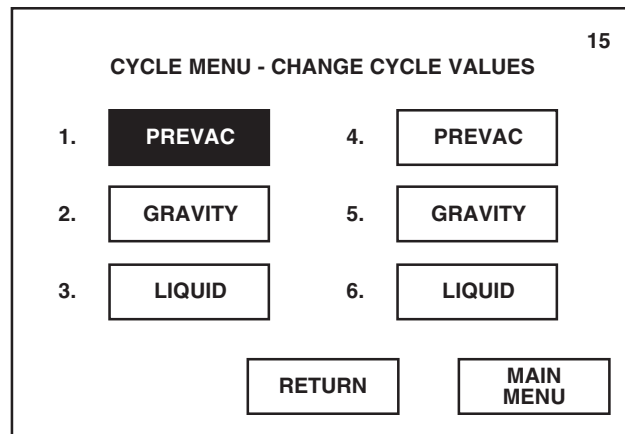 15
CYCLE MENU - CHANGE CYCLE VALUES
1. PREVAC 4. PREVAC
2. GRAVITY 5. GRAVITY
3. LIQUID 6. LIQUID
RETURN MAIN
MENU